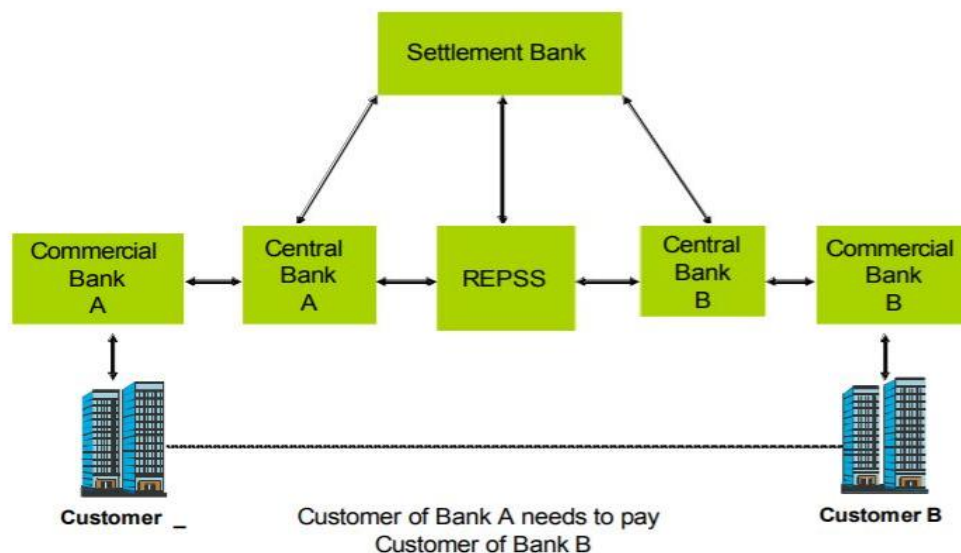 Settlement Bank
Commercial
Bank
A
Central
Bank
A
REPSS
Central
Bank
B
Commercial
Bank
B
Customer _
Customer B
Customer of Bank A needs to pay
Customer of Bank B